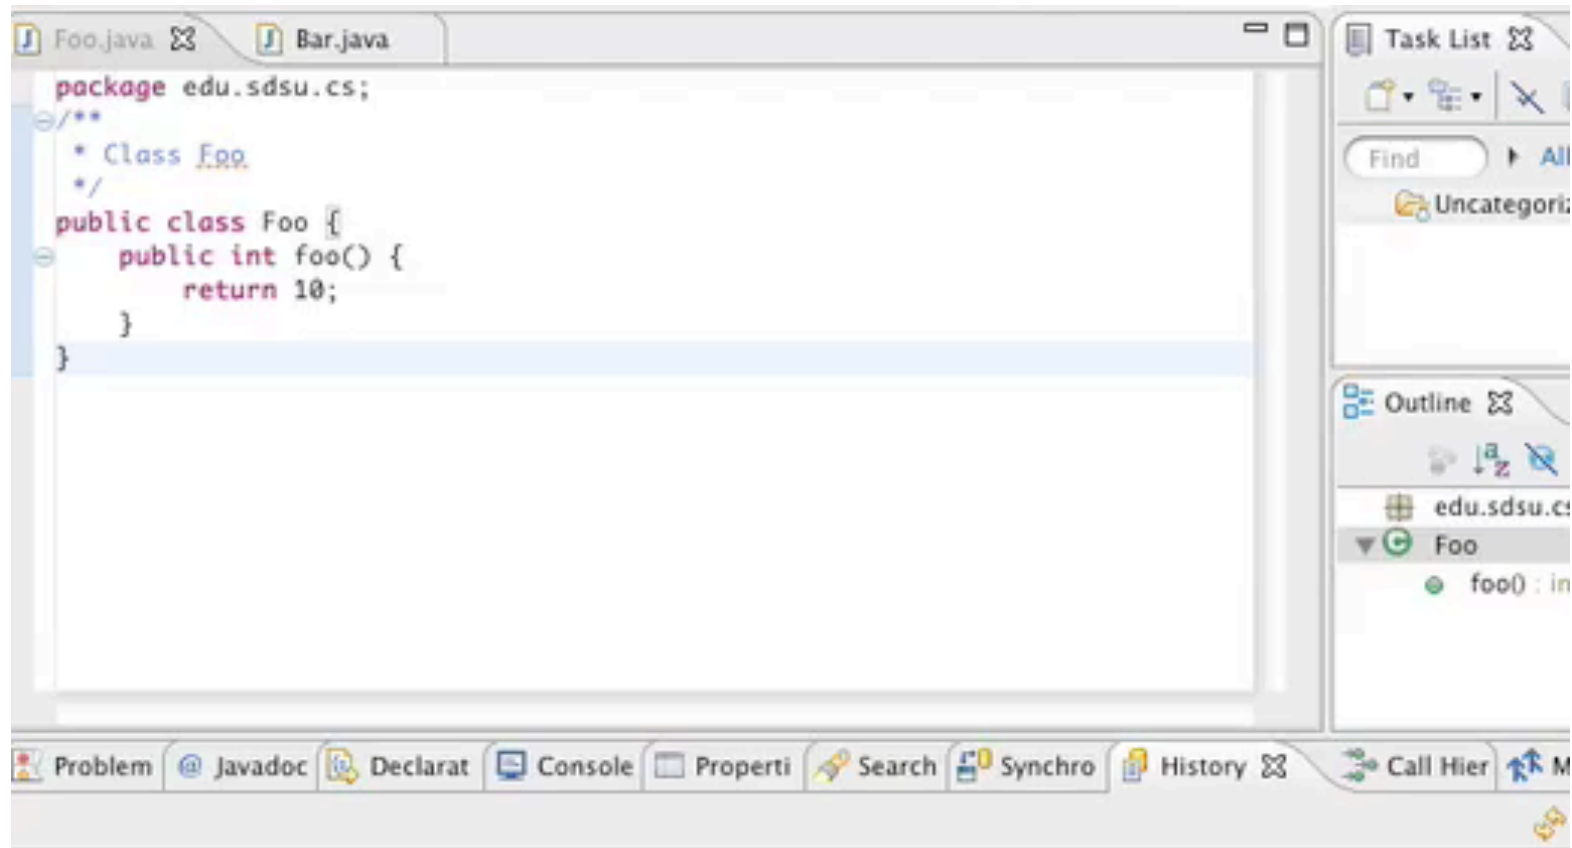 Foo.java
Bar.java
package edu.sdsu.cs;
/**
 * Class Foo
 */
public class Foo {
    public int foo() {
        return 10;
    }
}
Task List
Find
All
Uncategoriz
Outline
edu.sdsu.cs
Foo
foo() : in
Problem @ Javadoc Declarat Console Properti Search Synchro History Call Hier M